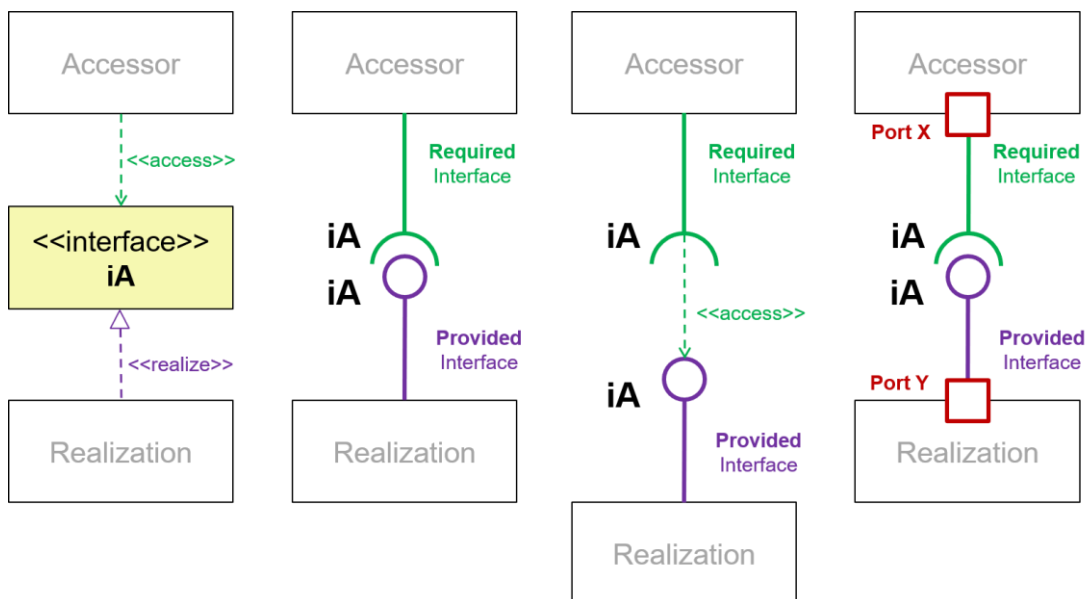 Accessor
<<access>>
<<interface>>
iA
<<realize>>
Realization
Accessor
Required
Interface
iA
iA
Provided
Interface
Realization
Accessor
Required
Interface
iA
<<access>>
iA
Provided
Interface
Realization
Accessor
Port X
Required
Interface
iA
iA
Provided
Interface
Port Y
Realization